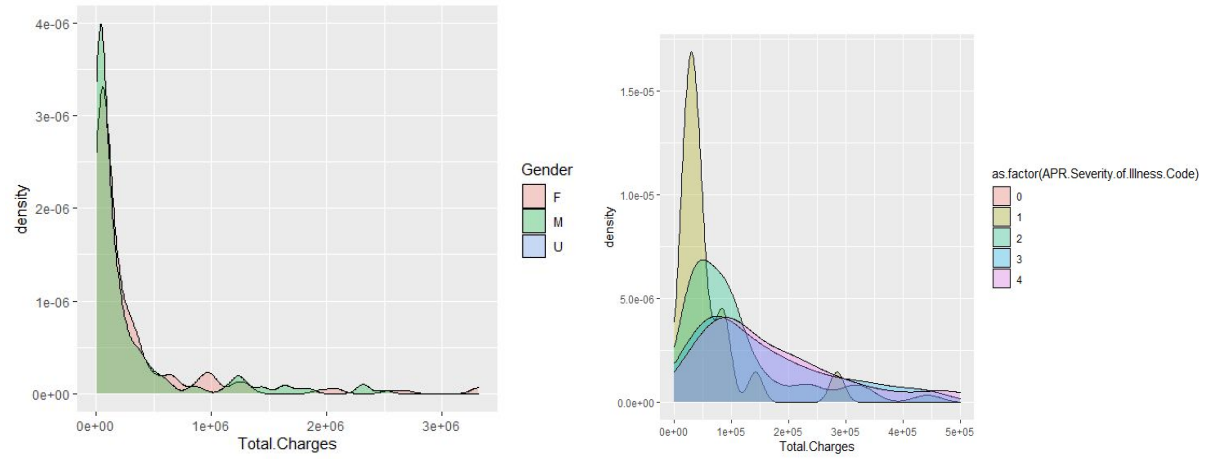 4e-06
3e-06
2e-06
1e-06
0e+00
density
0e+00 1e+06 2e+06 3e+06
Total.Charges
Gender
F
M
U
1.5e-05
1.0e-05
5.0e-06
0.0e+00
density
0e+00 1e+05 2e+05 3e+05 4e+05 5e+05
Total.Charges
as.factor(APR.Severity.of.Illness.Code)
0
1
2
3
4